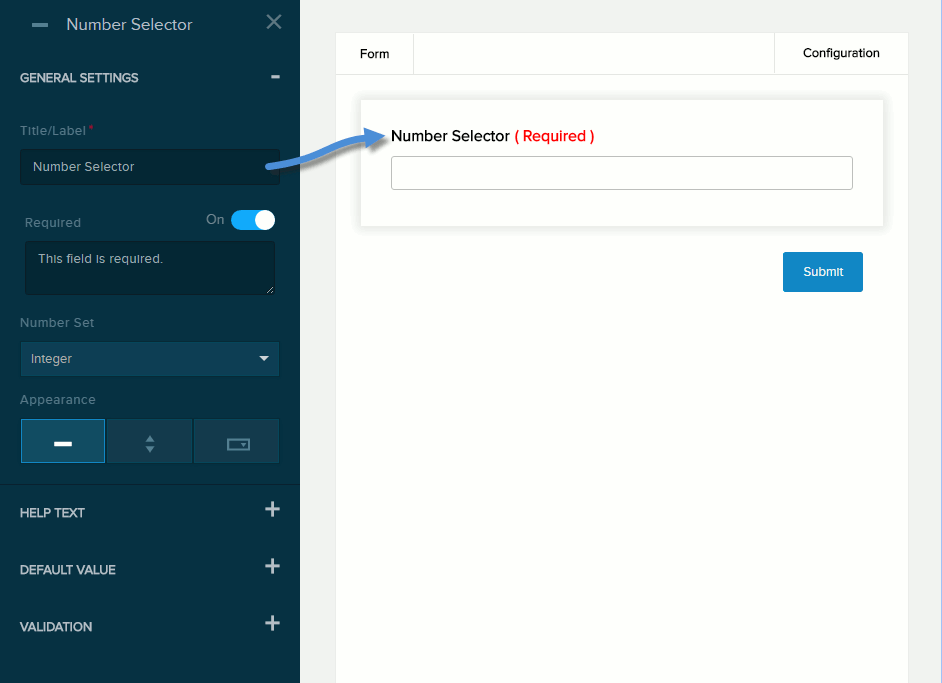 Number Selector
GENERAL SETTINGS
Title/Label*
Number Selector
Required
On
This field is required.
Number Set
Integer
Appearance
HELP TEXT
DEFAULT VALUE
VALIDATION
Form
Configuration
Number Selector ( Required )
Submit